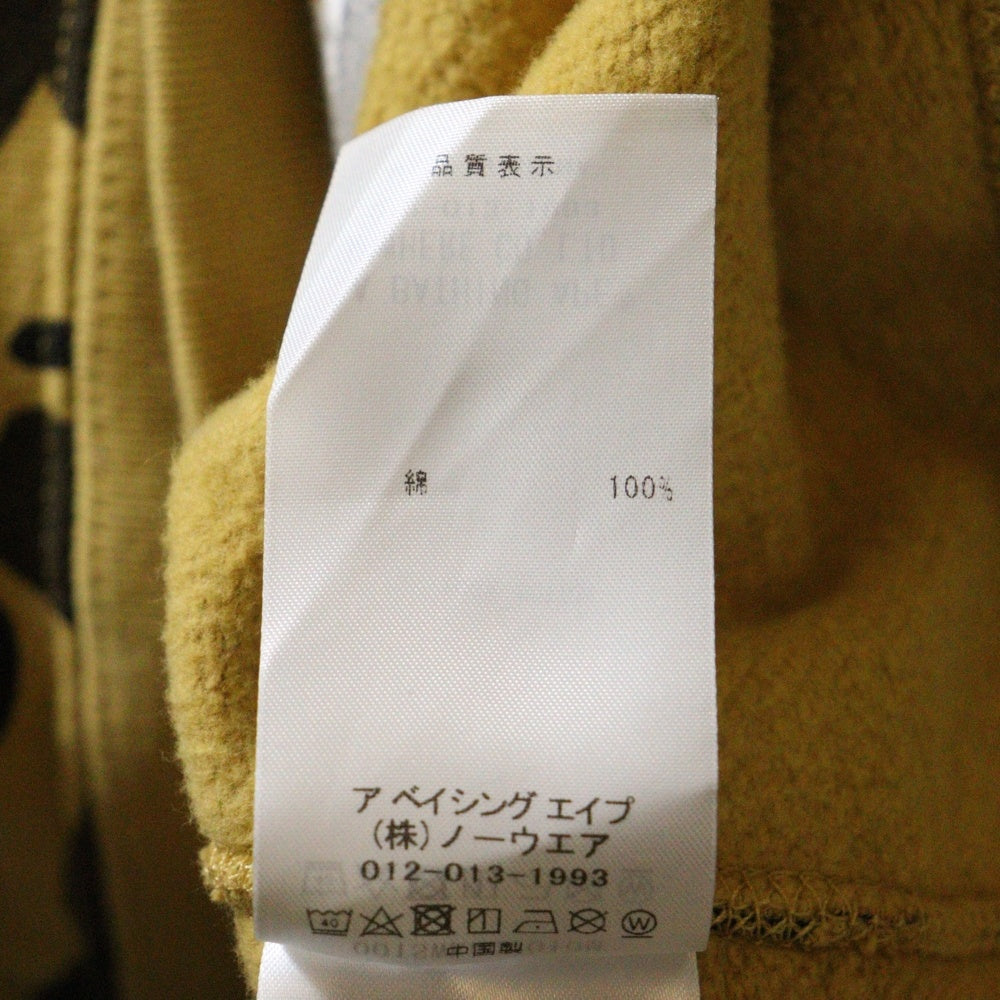 品質表示
綿 100%
ア ベイシング エイプ
(株)ノーウエア
012-013-1993
40 W
中国製